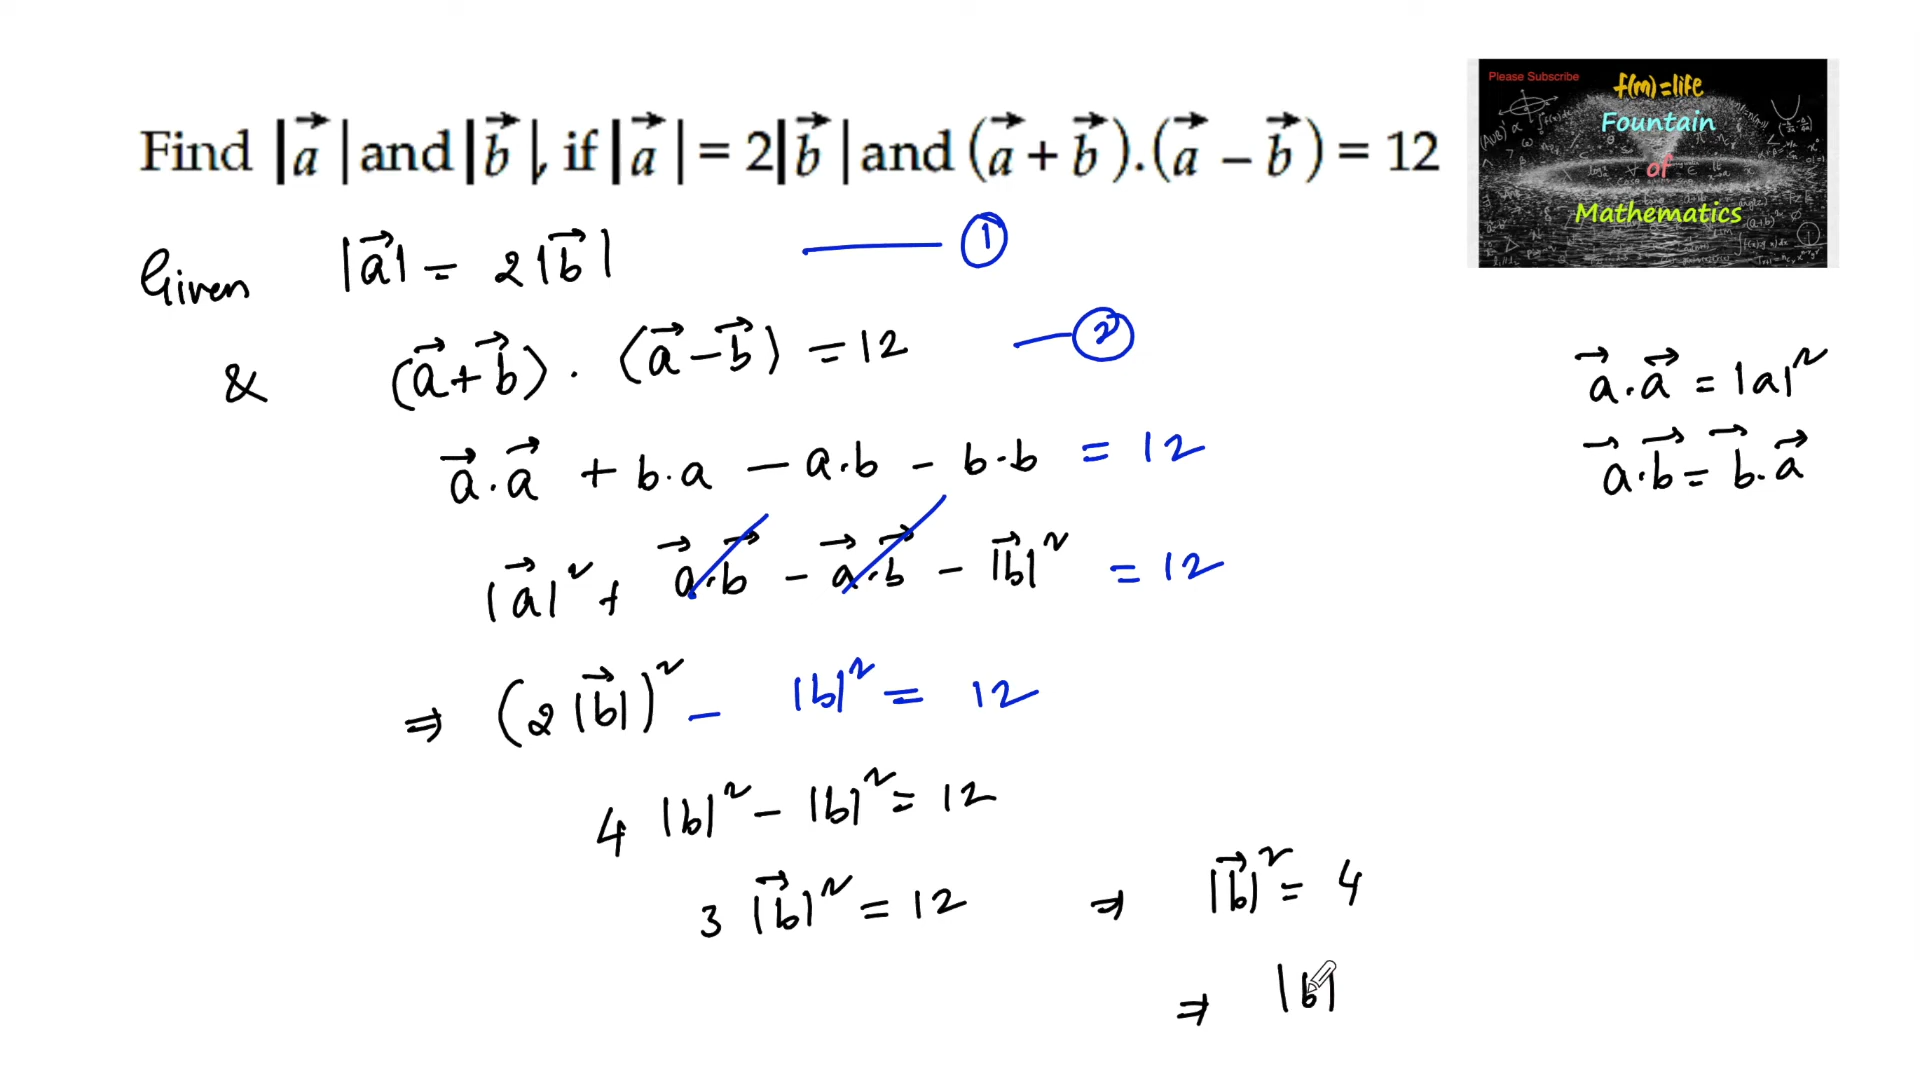 Please Subscribe
f(m)=life
Fountain
of
Mathematics
Find |a⃗| and |b⃗|, if |a⃗| = 2|b⃗| and (a⃗ + b⃗).(a⃗ − b⃗) = 12
Given |a⃗| = 2|b⃗| —— ①
& (a⃗+b⃗) · (a⃗−b⃗) = 12 — ②
a⃗·a⃗ = |a|²
a⃗·a⃗ + b·a − a·b − b·b = 12
a⃗·b⃗ = b⃗·a⃗
|a⃗|² + a⃗·b⃗ − a⃗·b⃗ − |b⃗|² = 12
⇒ (2|b⃗|)² − |b|² = 12
4 |b|² − |b|² = 12
3 |b⃗|² = 12 ⇒ |b⃗|² = 4
⇒ |b|